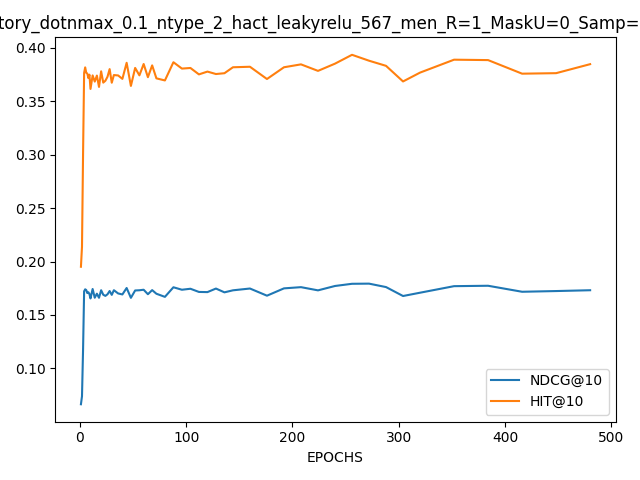 tory_dotnmax_0.1_ntype_2_hact_leakyrelu_567_men_R=1_MaskU=0_Samp=
0.40
0.35
0.30
0.25
0.20
0.15
0.10
NDCG@10
HIT@10
0 100 200 300 400 500
EPOCHS